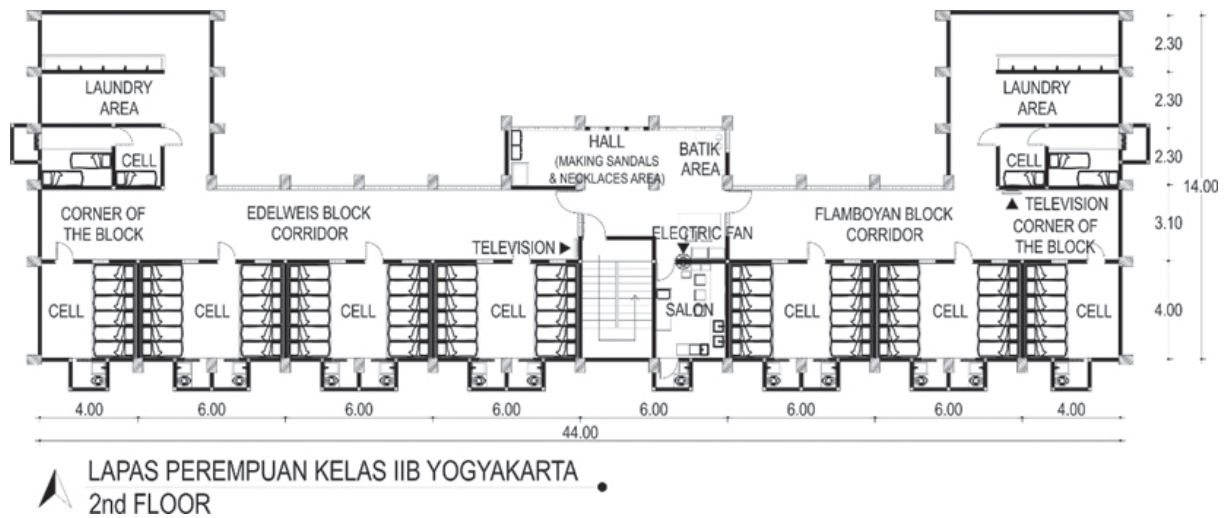 2.30
LAUNDRY
AREA
LAUNDRY
AREA
2.30
HALL
(MAKING SANDALS
& NECKLACES AREA)
BATIK
AREA
2.30
CELL
CELL
14.00
CORNER OF
THE BLOCK
EDELWEIS BLOCK
CORRIDOR
TELEVISION
ELECTRIC FAN
FLAMBOYAN BLOCK
CORRIDOR
TELEVISION
CORNER OF
THE BLOCK
3.10
CELL
CELL
CELL
CELL
SALON
CELL
CELL
CELL
4.00
4.00
6.00
6.00
6.00
6.00
6.00
6.00
4.00
44.00
LAPAS PEREMPUAN KELAS IIB YOGYAKARTA
2nd FLOOR